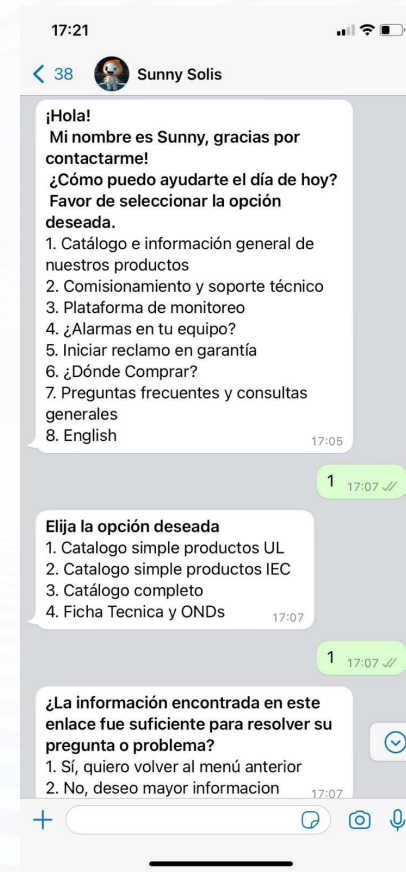 17:21
38
Sunny Solis
¡Hola!
Mi nombre es Sunny, gracias por
contactarme!
¿Cómo puedo ayudarte el día de hoy?
Favor de seleccionar la opción
deseada.
1. Catálogo e información general de
nuestros productos
2. Comisionamiento y soporte técnico
3. Plataforma de monitoreo
4. ¿Alarmas en tu equipo?
5. Iniciar reclamo en garantía
6. ¿Dónde Comprar?
7. Preguntas frecuentes y consultas
generales
8. English
17:05
1 17:07
Elija la opción deseada
1. Catalogo simple productos UL
2. Catalogo simple productos IEC
3. Catálogo completo
4. Ficha Tecnica y ONDs
17:07
1 17:07
¿La información encontrada en este
enlace fue suficiente para resolver su
pregunta o problema?
1. Sí, quiero volver al menú anterior
2. No, deseo mayor informacion
17:07